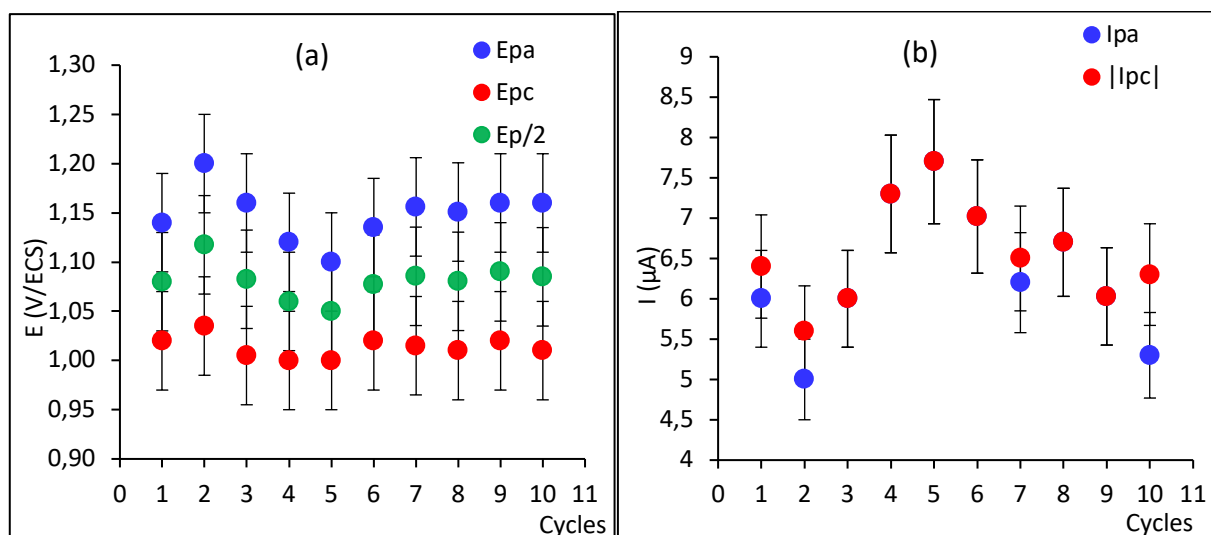 (a)
Epa
Epc
Ep/2
E (V/ECS)
1,30
1,25
1,20
1,15
1,10
1,05
1,00
0,95
0,90
0 1 2 3 4 5 6 7 8 9 10 11
Cycles
(b)
Ipa
|Ipc|
I (µA)
9
8,5
8
7,5
7
6,5
6
5,5
5
4,5
4
0 1 2 3 4 5 6 7 8 9 10 11
Cycles